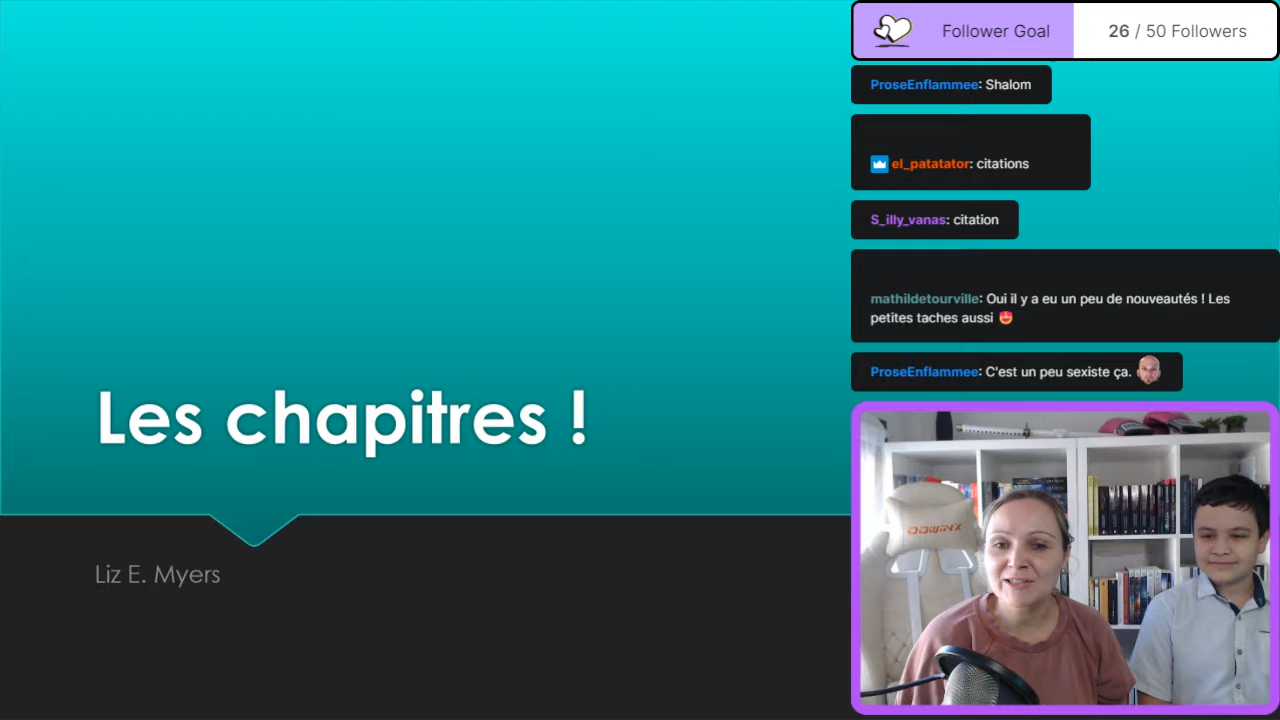 Follower Goal
26 / 50 Followers
ProseEnflammee: Shalom
el_patatator: citations
S_illy_vanas: citation
mathildetourville: Oui il y a eu un peu de nouveautés ! Les
petites taches aussi 😍
ProseEnflammee: C'est un peu sexiste ça.
Les chapitres !
Liz E. Myers
OOWINX